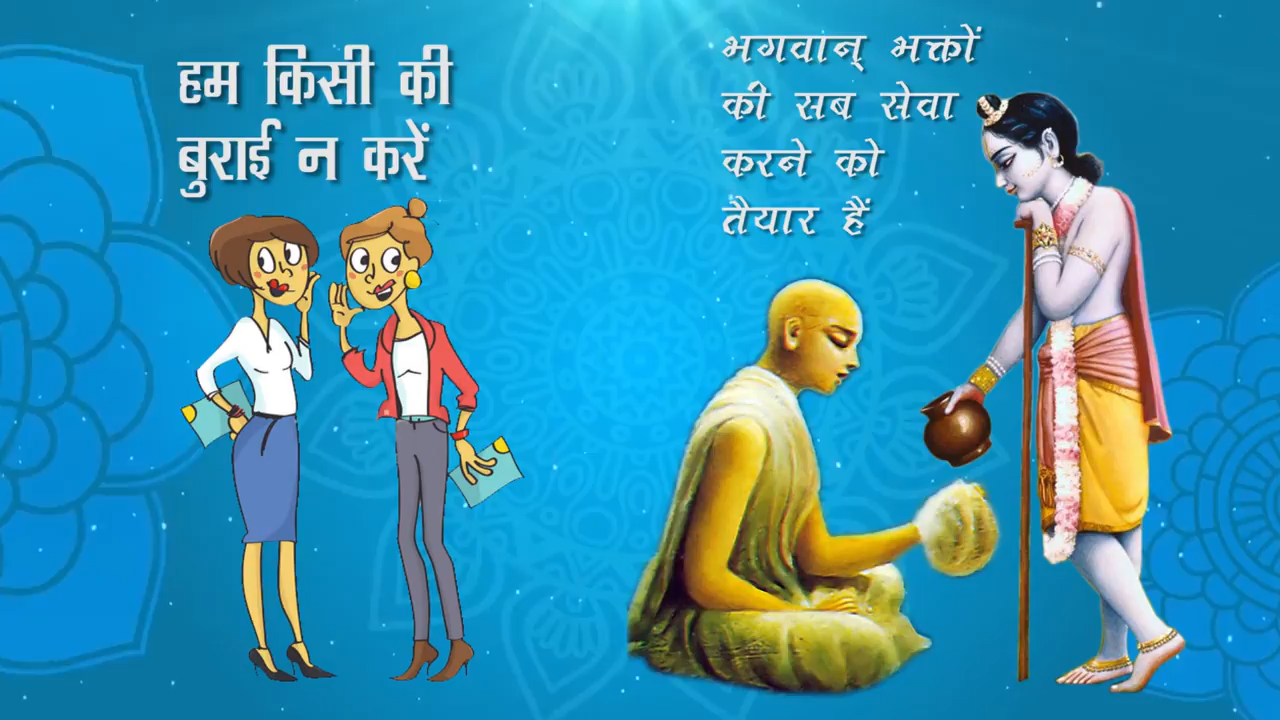 हम किसी की
बुराई न करें
भगवान् भक्तों
की सब सेवा
करने को
तैयार हैं